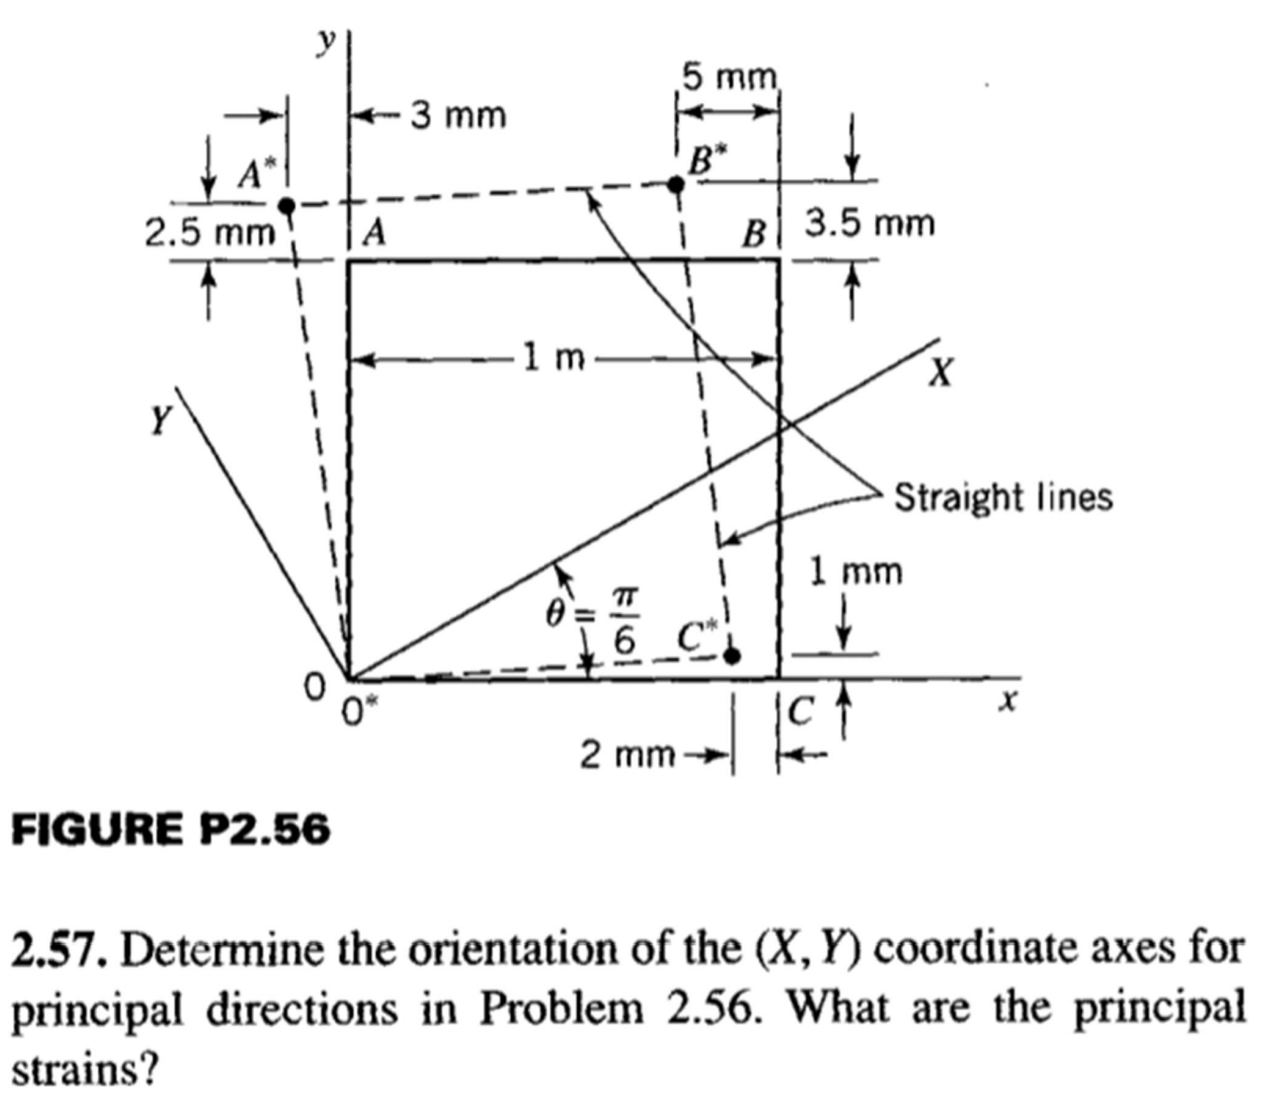 y
5 mm
3 mm
A*
B*
2.5 mm
A
B
3.5 mm
1 m
X
Y
Straight lines
θ = π/6
1 mm
C*
O
O*
C
x
2 mm
FIGURE P2.56
2.57. Determine the orientation of the (X, Y) coordinate axes for
principal directions in Problem 2.56. What are the principal
strains?